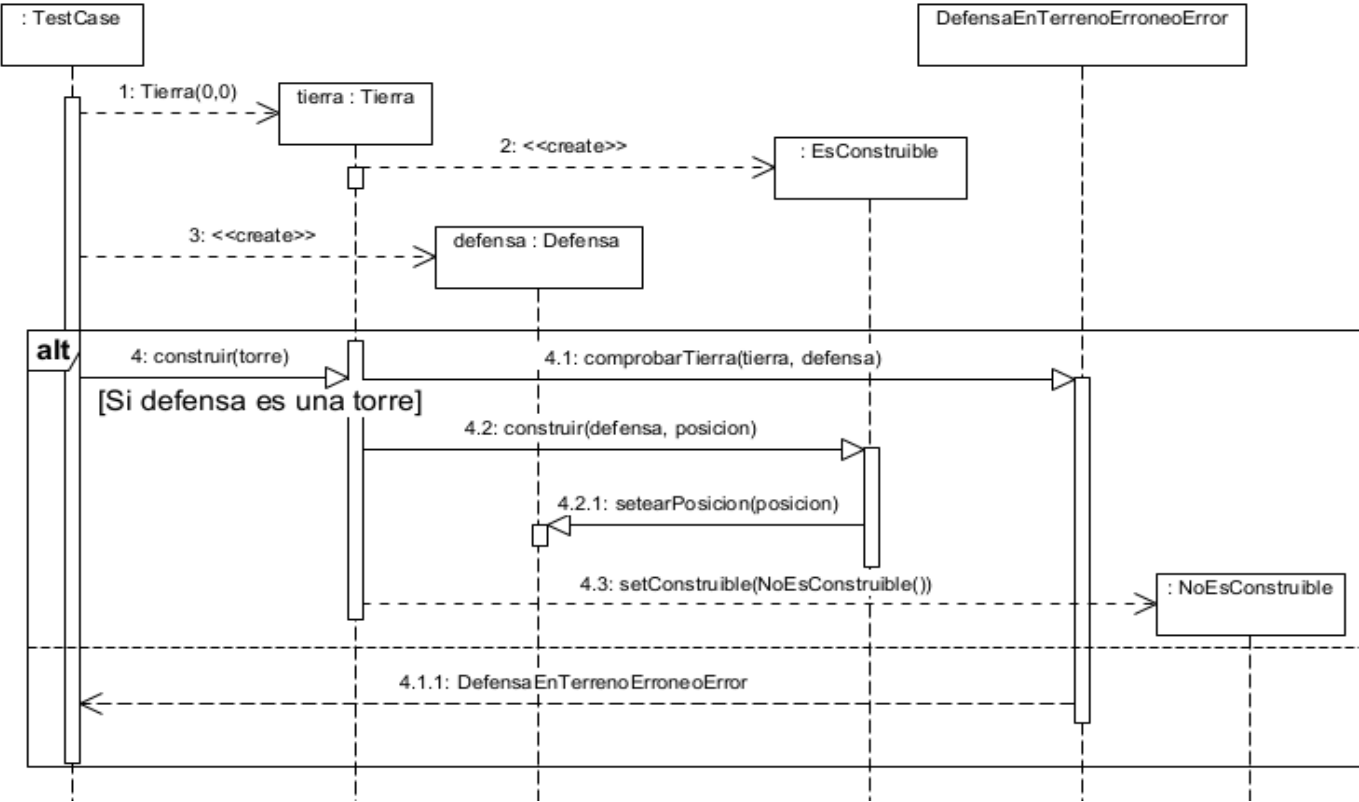 : TestCase
DefensaEnTerrenoErroneoError
1: Tierra(0,0)
tierra : Tierra
2: <<create>>
: EsConstruible
3: <<create>>
defensa : Defensa
alt
4: construir(torre)
4.1: comprobarTierra(tierra, defensa)
[Si defensa es una torre]
4.2: construir(defensa, posicion)
4.2.1: setearPosicion(posicion)
4.3: setConstruible(NoEsConstruible())
: NoEsConstruible
4.1.1: DefensaEnTerrenoErroneoError